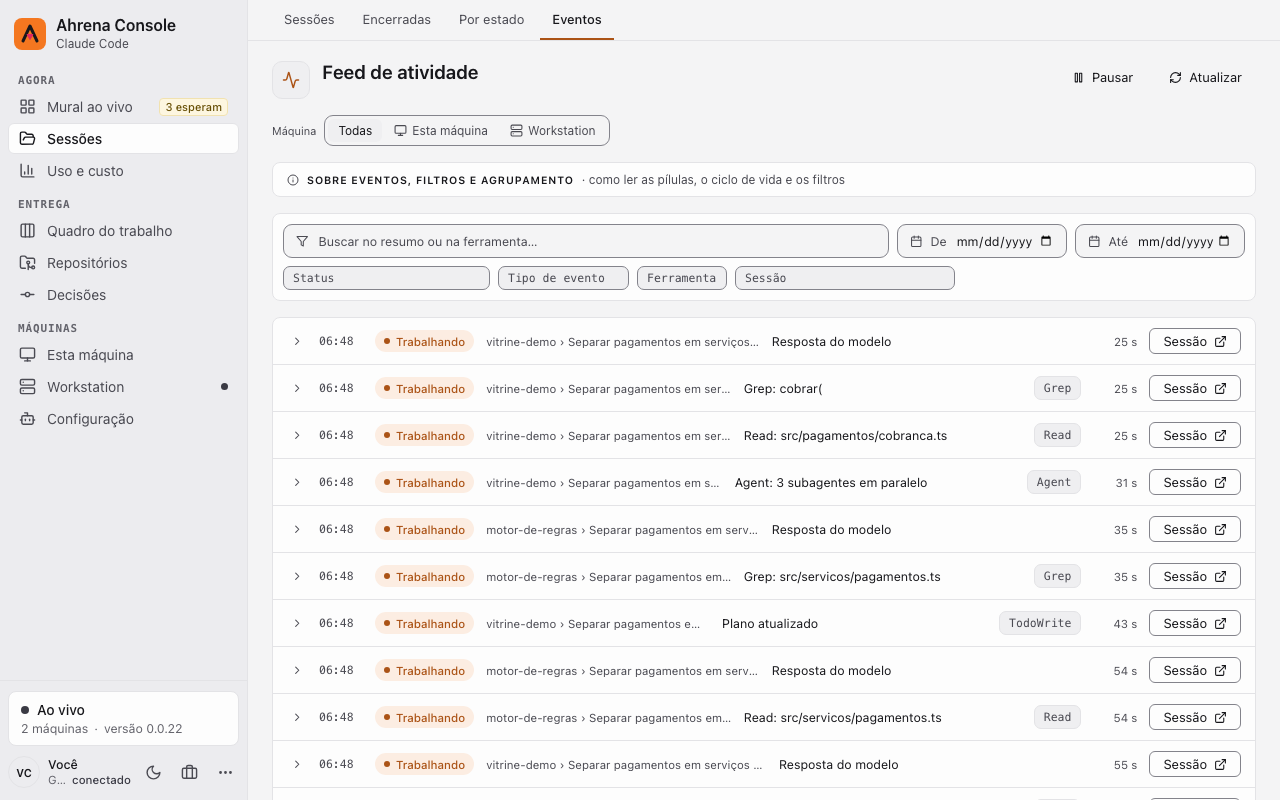 Ahrena Console
Claude Code
AGORA
Mural ao vivo 3 esperam
Sessões
Uso e custo
ENTREGA
Quadro do trabalho
Repositórios
Decisões
MÁQUINAS
Esta máquina
Workstation
Configuração
Ao vivo
2 máquinas · versão 0.0.22
VC Você
G... conectado
Sessões Encerradas Por estado Eventos
Feed de atividade Pausar Atualizar
Máquina Todas Esta máquina Workstation
SOBRE EVENTOS, FILTROS E AGRUPAMENTO · como ler as pílulas, o ciclo de vida e os filtros
Buscar no resumo ou na ferramenta... De mm/dd/yyyy Até mm/dd/yyyy
Status Tipo de evento Ferramenta Sessão
06:48 Trabalhando vitrine-demo › Separar pagamentos em serviços... Resposta do modelo 25 s Sessão
06:48 Trabalhando vitrine-demo › Separar pagamentos em ser... Grep: cobrar( Grep 25 s Sessão
06:48 Trabalhando vitrine-demo › Separar pagamentos em ser... Read: src/pagamentos/cobranca.ts Read 25 s Sessão
06:48 Trabalhando vitrine-demo › Separar pagamentos em s... Agent: 3 subagentes em paralelo Agent 31 s Sessão
06:48 Trabalhando motor-de-regras › Separar pagamentos em serv... Resposta do modelo 35 s Sessão
06:48 Trabalhando motor-de-regras › Separar pagamentos em... Grep: src/servicos/pagamentos.ts Grep 35 s Sessão
06:48 Trabalhando vitrine-demo › Separar pagamentos e... Plano atualizado TodoWrite 43 s Sessão
06:48 Trabalhando motor-de-regras › Separar pagamentos em serv... Resposta do modelo 54 s Sessão
06:48 Trabalhando motor-de-regras › Separar pagamentos em... Read: src/servicos/pagamentos.ts Read 54 s Sessão
06:48 Trabalhando vitrine-demo › Separar pagamentos em serviços ... Resposta do modelo 55 s Sessão